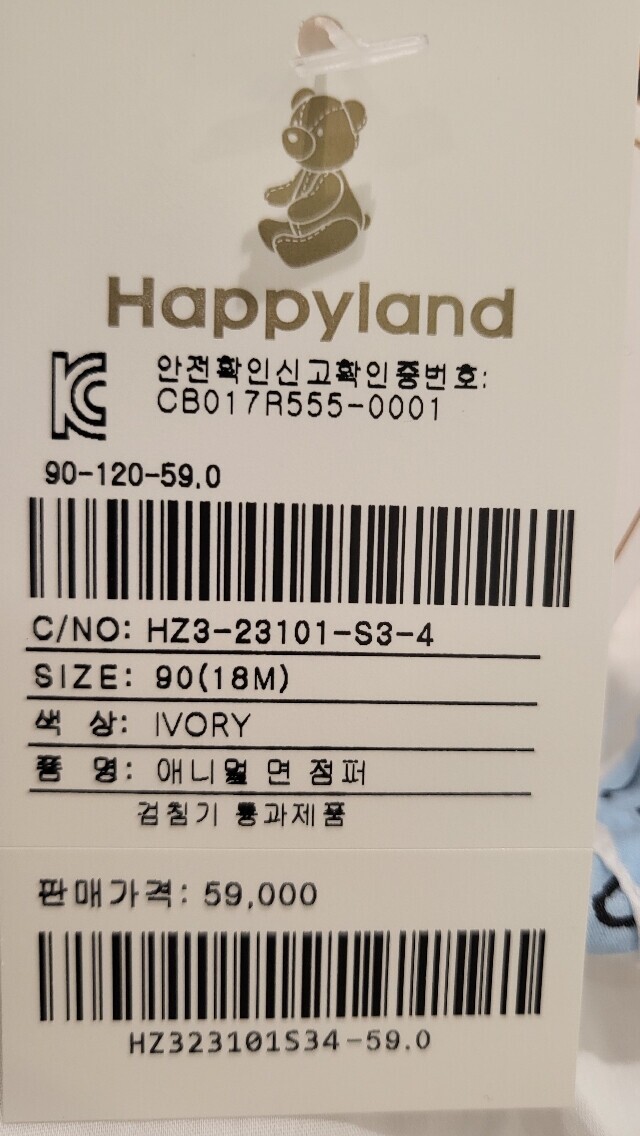 Happyland
안전확인신고확인증번호:
CB017R555-0001
90-120-59.0
C/NO: HZ3-23101-S3-4
SIZE: 90(18M)
색 상: IVORY
품 명: 애니멀 면 점퍼
검침기 통과제품
판매가격: 59,000
HZ323101S34-59.0